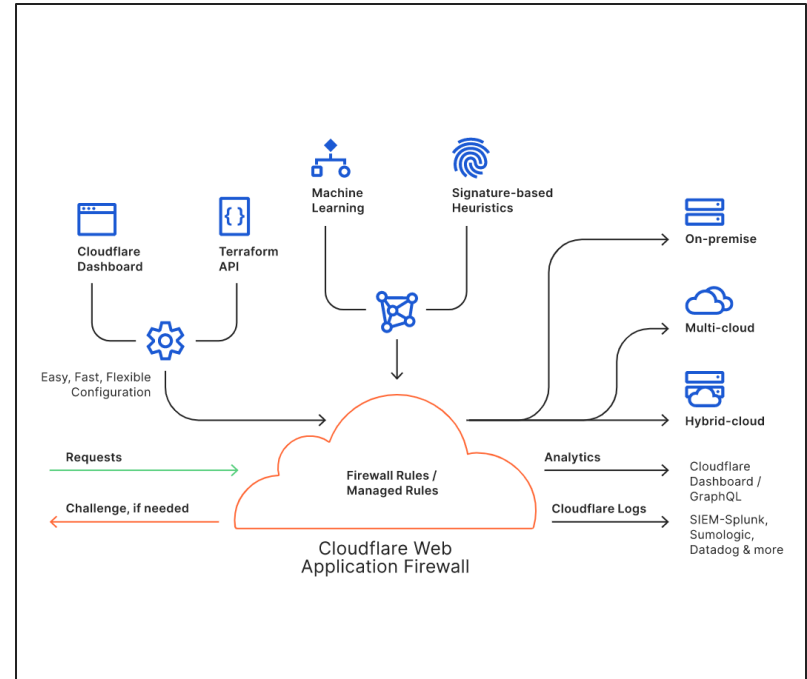 Machine
Learning
Signature-based
Heuristics
Cloudflare
Dashboard
Terraform
API
On-premise
Multi-cloud
Easy, Fast, Flexible
Configuration
Hybrid-cloud
Requests
Challenge, if needed
Firewall Rules /
Managed Rules
Analytics
Cloudflare
Dashboard /
GraphQL
Cloudflare Logs
SIEM-Splunk,
Sumologic,
Datadog & more
Cloudflare Web
Application Firewall